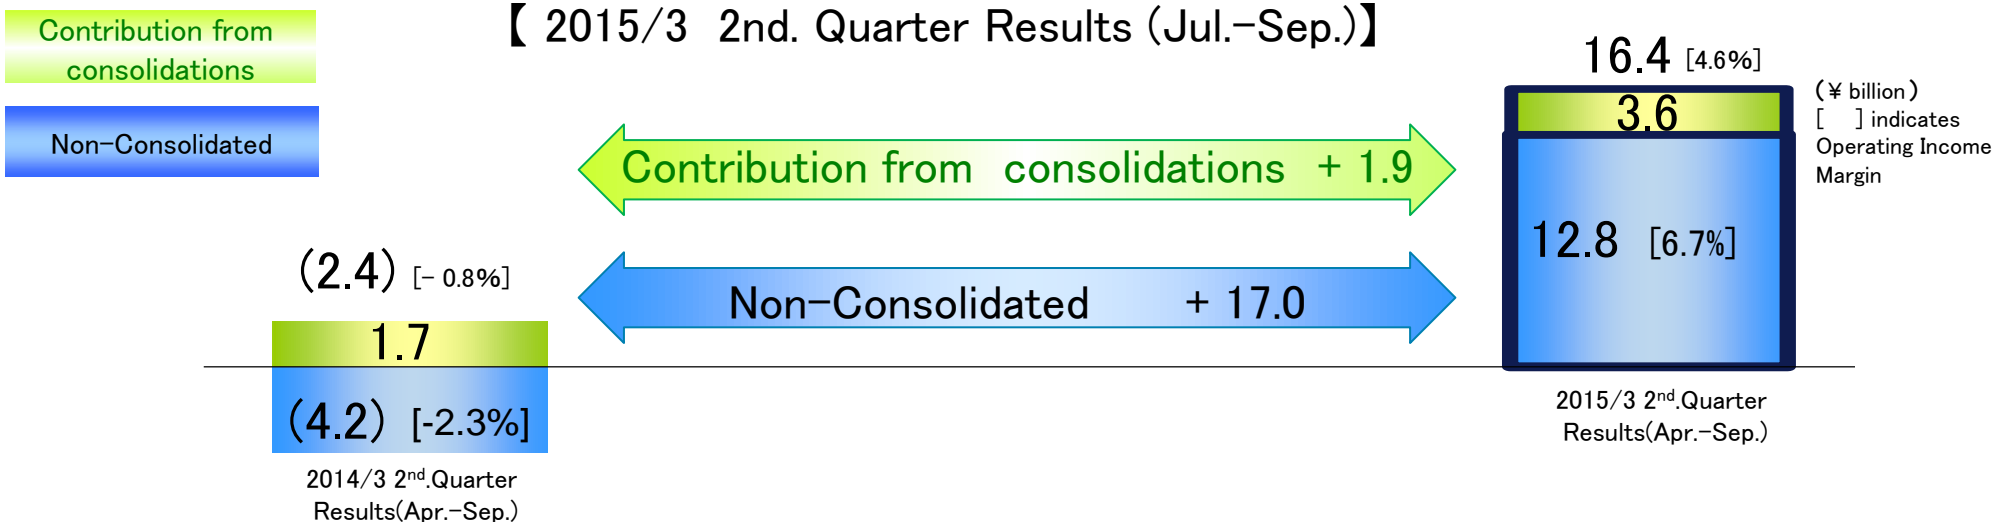 【 2015/3 2nd. Quarter Results (Jul.-Sep.)】
Contribution from
consolidations
Non-Consolidated
16.4 [4.6%]
(¥ billion)
[ ] indicates
Operating Income
Margin
3.6
12.8 [6.7%]
Contribution from consolidations + 1.9
Non-Consolidated + 17.0
(2.4) [- 0.8%]
1.7
(4.2) [-2.3%]
2014/3 2nd.Quarter
Results(Apr.-Sep.)
2015/3 2nd.Quarter
Results(Apr.-Sep.)